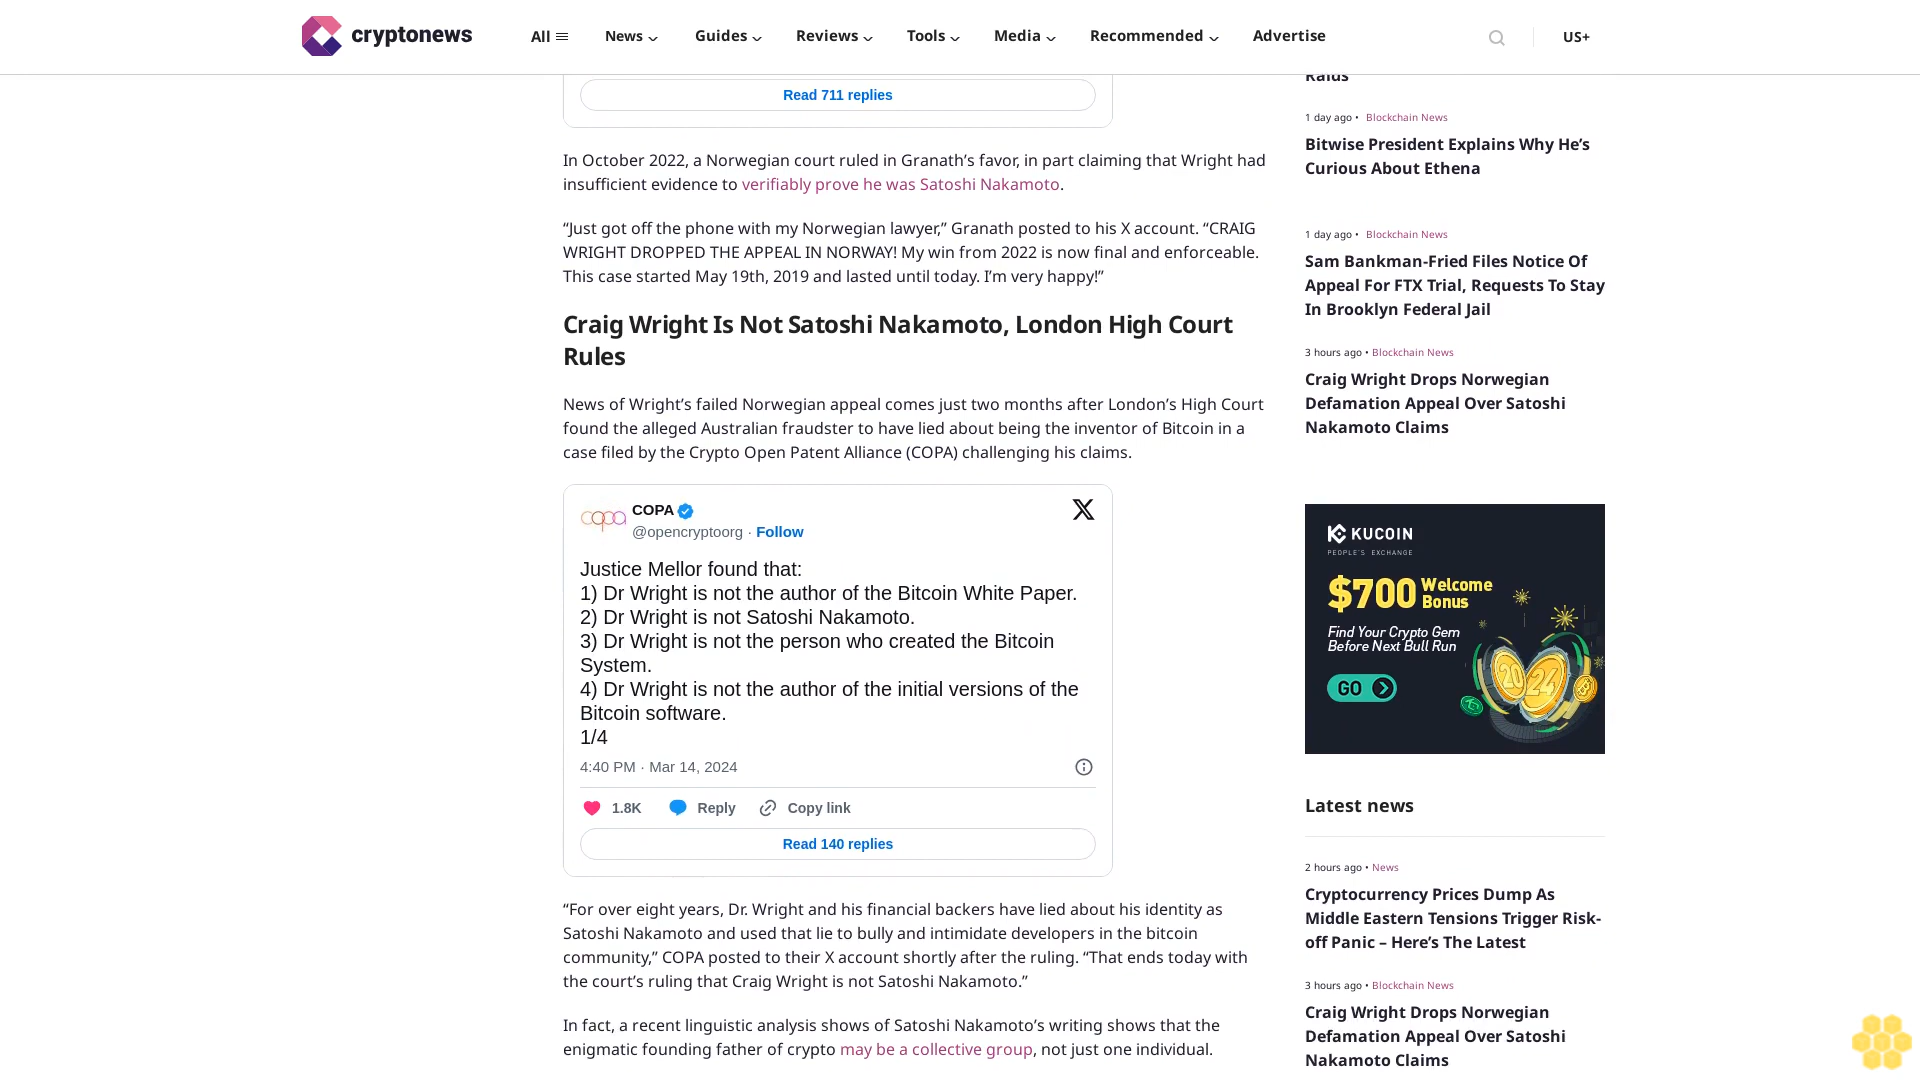 cryptonews
All
News
Guides
Reviews
Tools
Media
Recommended
Advertise
US+
Read 711 replies
In October 2022, a Norwegian court ruled in Granath’s favor, in part claiming that Wright had
insufficient evidence to verifiably prove he was Satoshi Nakamoto.
“Just got off the phone with my Norwegian lawyer,” Granath posted to his X account. “CRAIG
WRIGHT DROPPED THE APPEAL IN NORWAY! My win from 2022 is now final and enforceable.
This case started May 19th, 2019 and lasted until today. I’m very happy!”
Craig Wright Is Not Satoshi Nakamoto, London High Court
Rules
News of Wright’s failed Norwegian appeal comes just two months after London’s High Court
found the alleged Australian fraudster to have lied about being the inventor of Bitcoin in a
case filed by the Crypto Open Patent Alliance (COPA) challenging his claims.
copa
COPA
@opencryptoorg · Follow
Justice Mellor found that:
1) Dr Wright is not the author of the Bitcoin White Paper.
2) Dr Wright is not Satoshi Nakamoto.
3) Dr Wright is not the person who created the Bitcoin
System.
4) Dr Wright is not the author of the initial versions of the
Bitcoin software.
1/4
4:40 PM · Mar 14, 2024
1.8K
Reply
Copy link
Read 140 replies
“For over eight years, Dr. Wright and his financial backers have lied about his identity as
Satoshi Nakamoto and used that lie to bully and intimidate developers in the bitcoin
community,” COPA posted to their X account shortly after the ruling. “That ends today with
the court’s ruling that Craig Wright is not Satoshi Nakamoto.”
In fact, a recent linguistic analysis shows of Satoshi Nakamoto’s writing shows that the
enigmatic founding father of crypto may be a collective group, not just one individual.
Raids
1 day ago • Blockchain News
Bitwise President Explains Why He’s
Curious About Ethena
1 day ago • Blockchain News
Sam Bankman-Fried Files Notice Of
Appeal For FTX Trial, Requests To Stay
In Brooklyn Federal Jail
3 hours ago • Blockchain News
Craig Wright Drops Norwegian
Defamation Appeal Over Satoshi
Nakamoto Claims
KUCOIN
PEOPLE'S EXCHANGE
$700 Welcome
Bonus
Find Your Crypto Gem
Before Next Bull Run
GO
20
24
Latest news
2 hours ago • News
Cryptocurrency Prices Dump As
Middle Eastern Tensions Trigger Risk-
off Panic – Here’s The Latest
3 hours ago • Blockchain News
Craig Wright Drops Norwegian
Defamation Appeal Over Satoshi
Nakamoto Claims